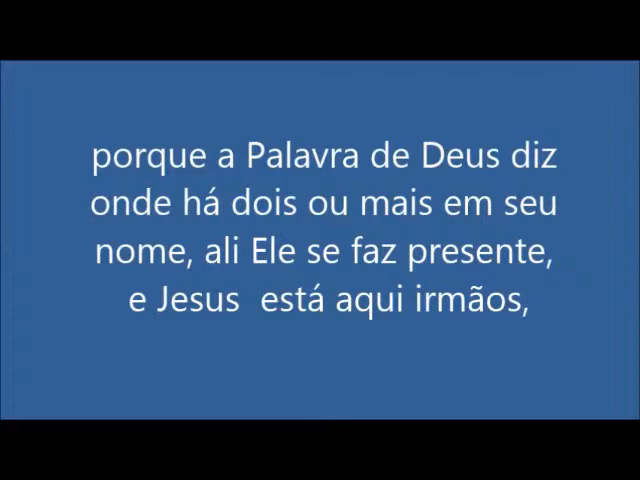 porque a Palavra de Deus diz
onde há dois ou mais em seu
nome, ali Ele se faz presente,
e Jesus  está aqui irmãos,